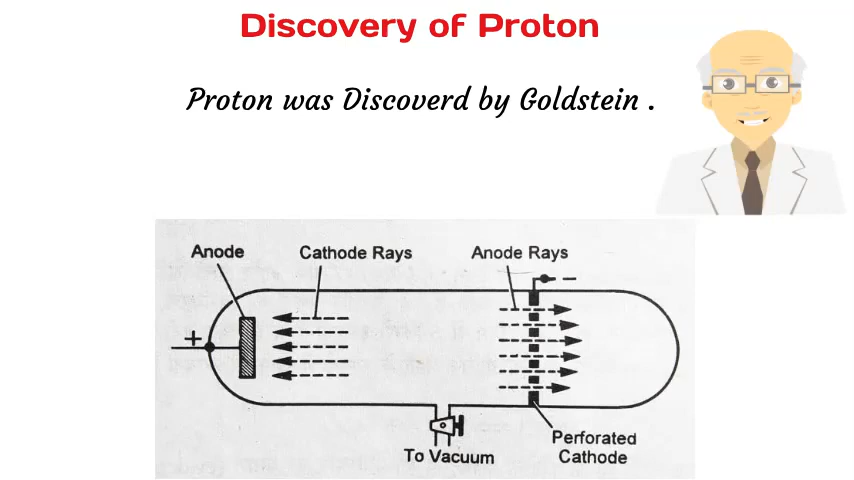 Discovery of Proton
Proton was Discoverd by Goldstein .
Anode
Cathode Rays
Anode Rays
+
To Vacuum
Perforated
Cathode